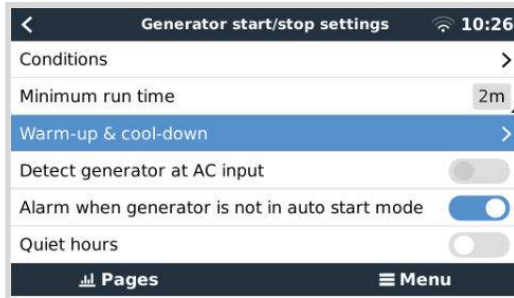 Generator start/stop settings 10:26
Conditions
Minimum run time 2m
Warm-up & cool-down
Detect generator at AC input
Alarm when generator is not in auto start mode
Quiet hours
Pages Menu